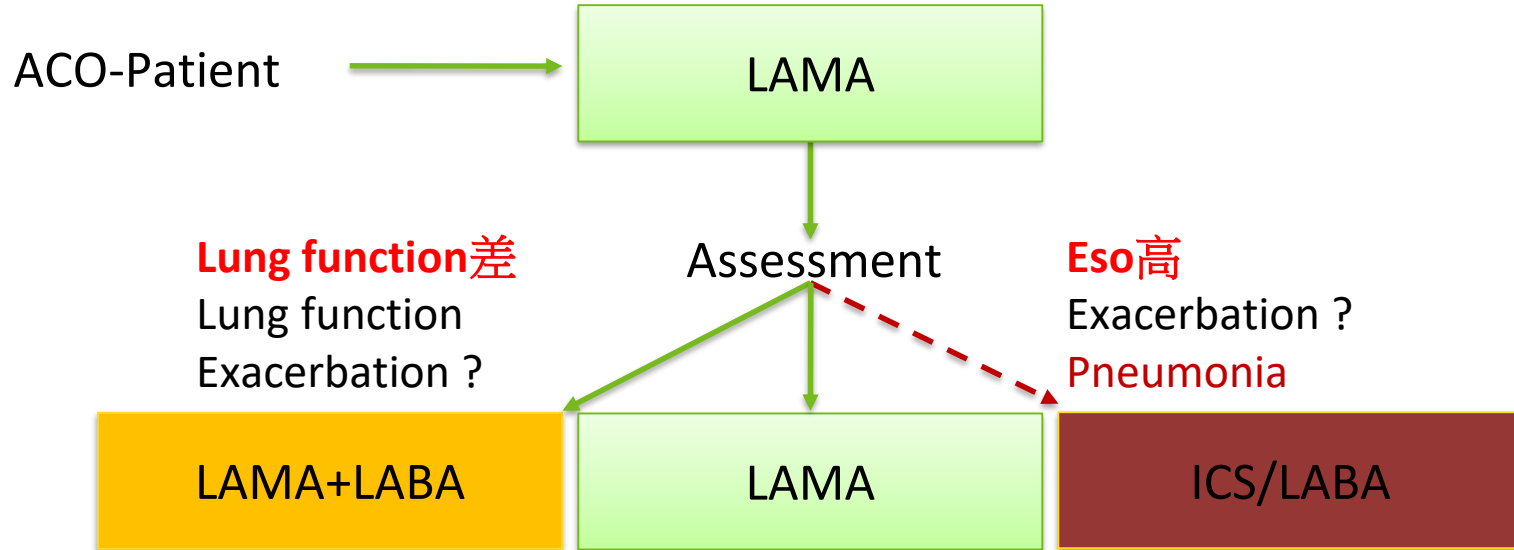 ACO-Patient
LAMA
Lung function差
Lung function
Exacerbation ?
Assessment
Eso高
Exacerbation ?
Pneumonia
LAMA+LABA
LAMA
ICS/LABA